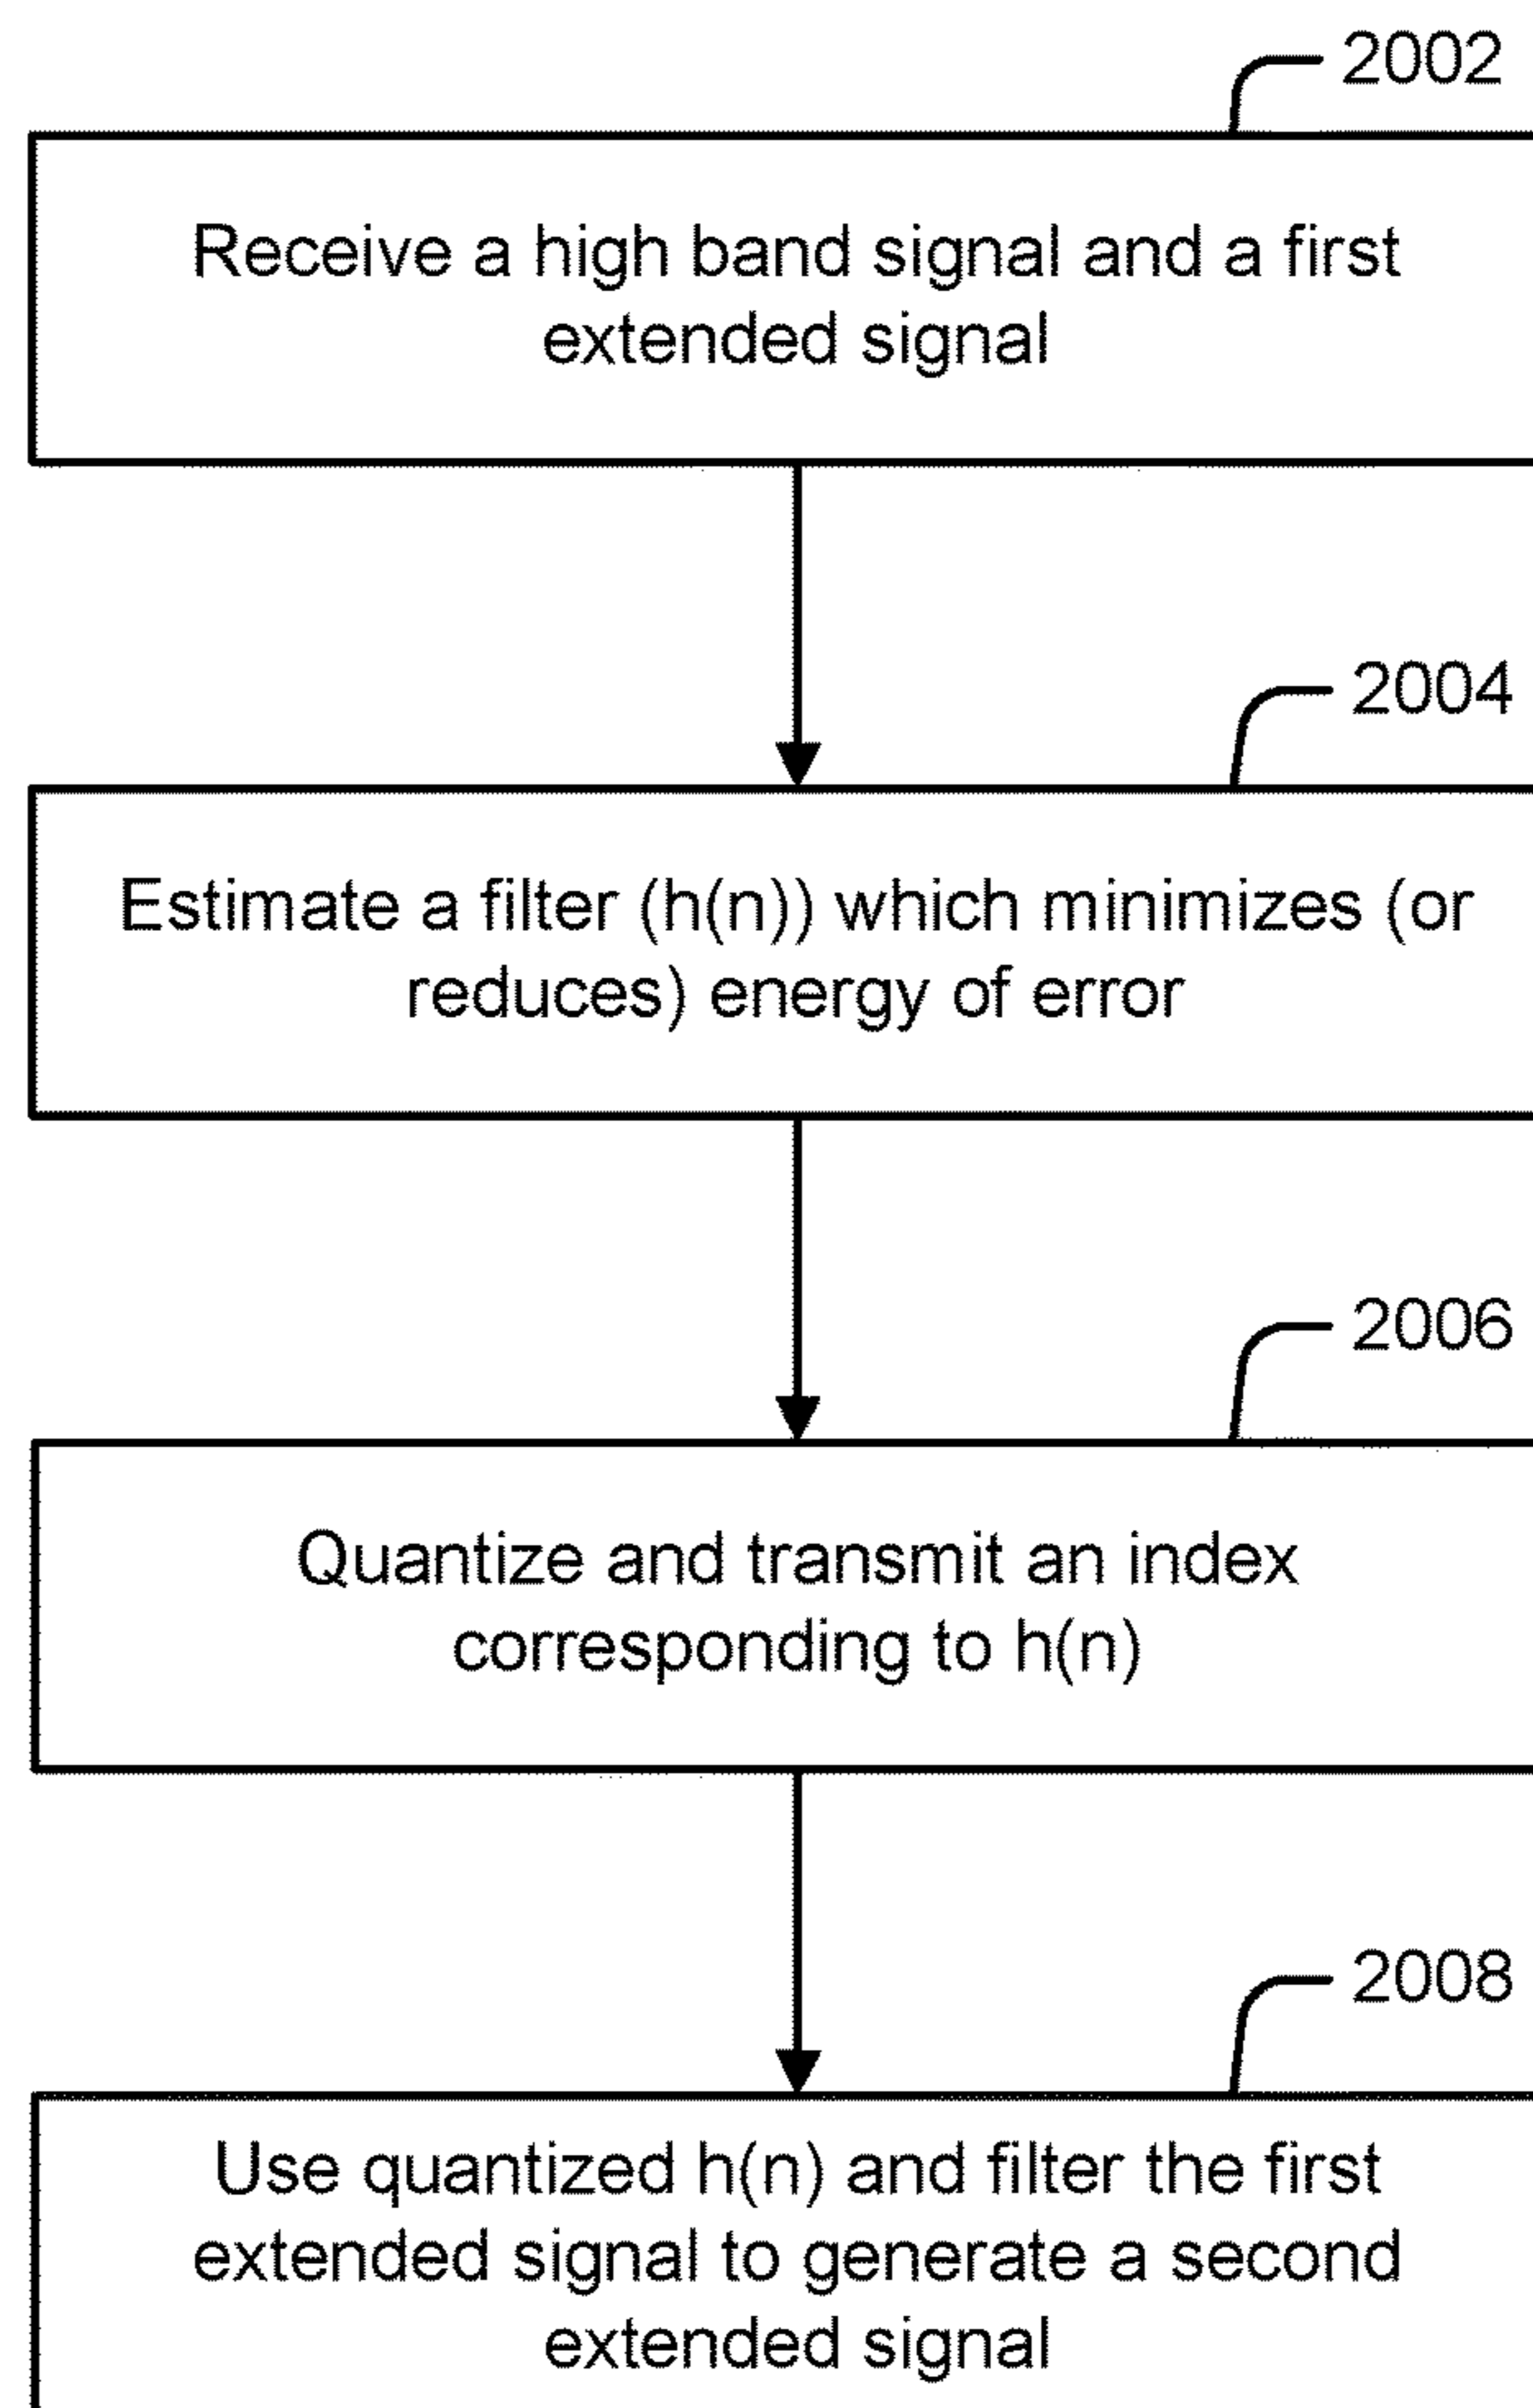 2002
Receive a high band signal and a first
extended signal
2004
Estimate a filter (h(n)) which minimizes (or
reduces) energy of error
2006
Quantize and transmit an index
corresponding to h(n)
2008
Use quantized h(n) and filter the first
extended signal to generate a second
extended signal